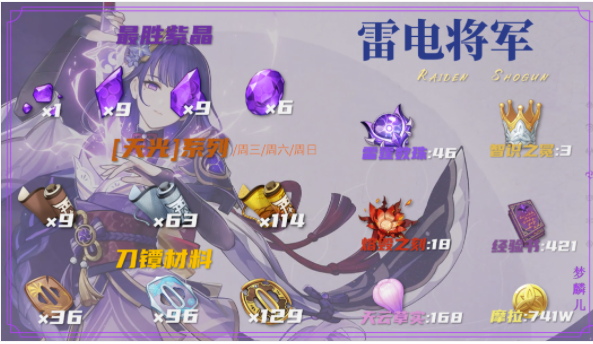 最胜紫晶
雷电将军
RAIDEN SHOGUN
×1 ×9 ×9 ×6
雷霆数珠:46
智识之冕:3
[天光]系列/周三/周六/周日
×9 ×63 ×114
祸神之刻:18
经验书:421
刀镡材料
×36 ×96 ×129
天云草实:168
摩拉:741W
梦麟儿